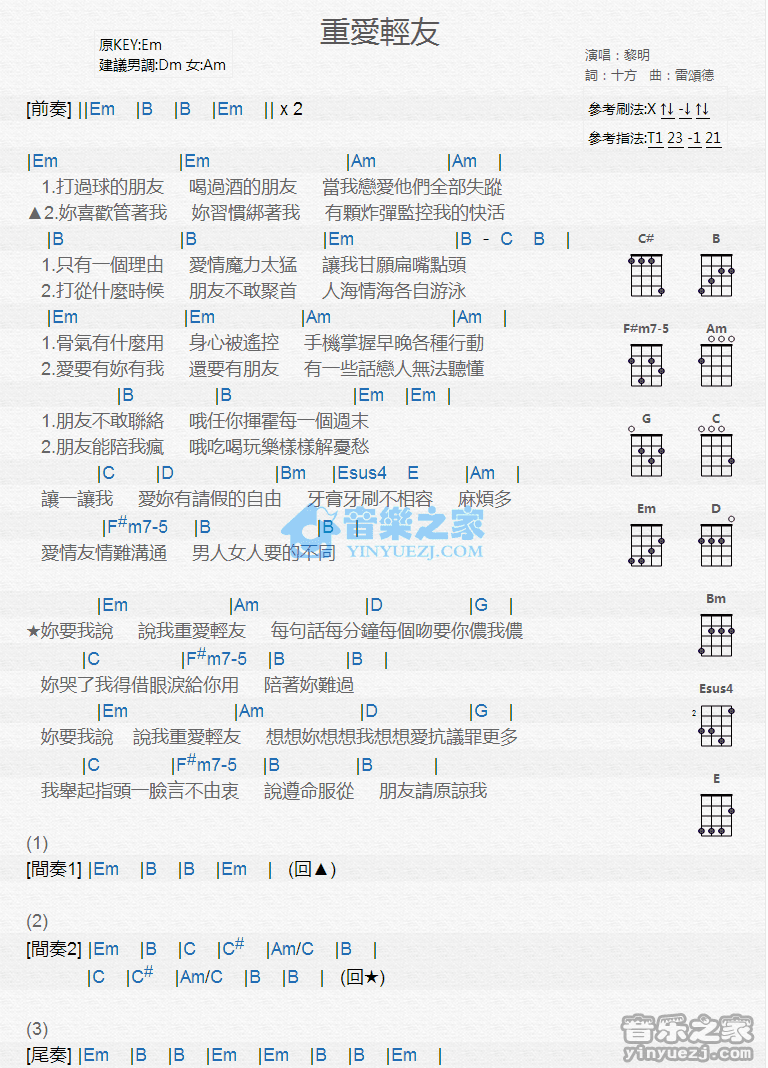 重愛輕友
原KEY:Em
建議男調:Dm 女:Am
演唱：黎明
詞：十方 曲：雷頌德
[前奏] ||Em |B |B |Em || x 2
參考刷法:X ↑↓ -↓ ↑↓
參考指法:T1 23 -1 21
|Em |Em |Am |Am |
1.打過球的朋友 喝過酒的朋友 當我戀愛他們全部失蹤
▲2.妳喜歡管著我 妳習慣綁著我 有顆炸彈監控我的快活
|B |B |Em |B - C B |
1.只有一個理由 愛情魔力太猛 讓我甘願扁嘴點頭
2.打從什麼時候 朋友不敢聚首 人海情海各自游泳
|Em |Em |Am |Am |
1.骨氣有什麼用 身心被遙控 手機掌握早晚各種行動
2.愛要有妳有我 還要有朋友 有一些話戀人無法聽懂
|B |B |Em |Em |
1.朋友不敢聯絡 哦任你揮霍每一個週末
2.朋友能陪我瘋 哦吃喝玩樂樣樣解憂愁
|C |D |Bm |Esus4 E |Am |
讓一讓我 愛妳有請假的自由 牙膏牙刷不相容 麻煩多
|F#m7-5 |B |B |
愛情友情難溝通 男人女人要的不同
音樂之家
YINYUEZJ.COM
|Em |Am |D |G |
★妳要我說 說我重愛輕友 每句話每分鐘每個吻要你儂我儂
|C |F#m7-5 |B |B |
妳哭了我得借眼淚給你用 陪著妳難過
|Em |Am |D |G |
妳要我說 說我重愛輕友 想想妳想想我想想愛抗議罪更多
|C |F#m7-5 |B |B |
我舉起指頭一臉言不由衷 說遵命服從 朋友請原諒我
(1)
[間奏1] |Em |B |B |Em | (回▲)
(2)
[間奏2] |Em |B |C |C# |Am/C |B |
|C |C# |Am/C |B |B | (回★)
(3)
[尾奏] |Em |B |B |Em |Em |B |B |Em |
C# B
F#m7-5 Am
G C
Em D
Bm
Esus4
2
E
音乐之家
yinyuezj.com